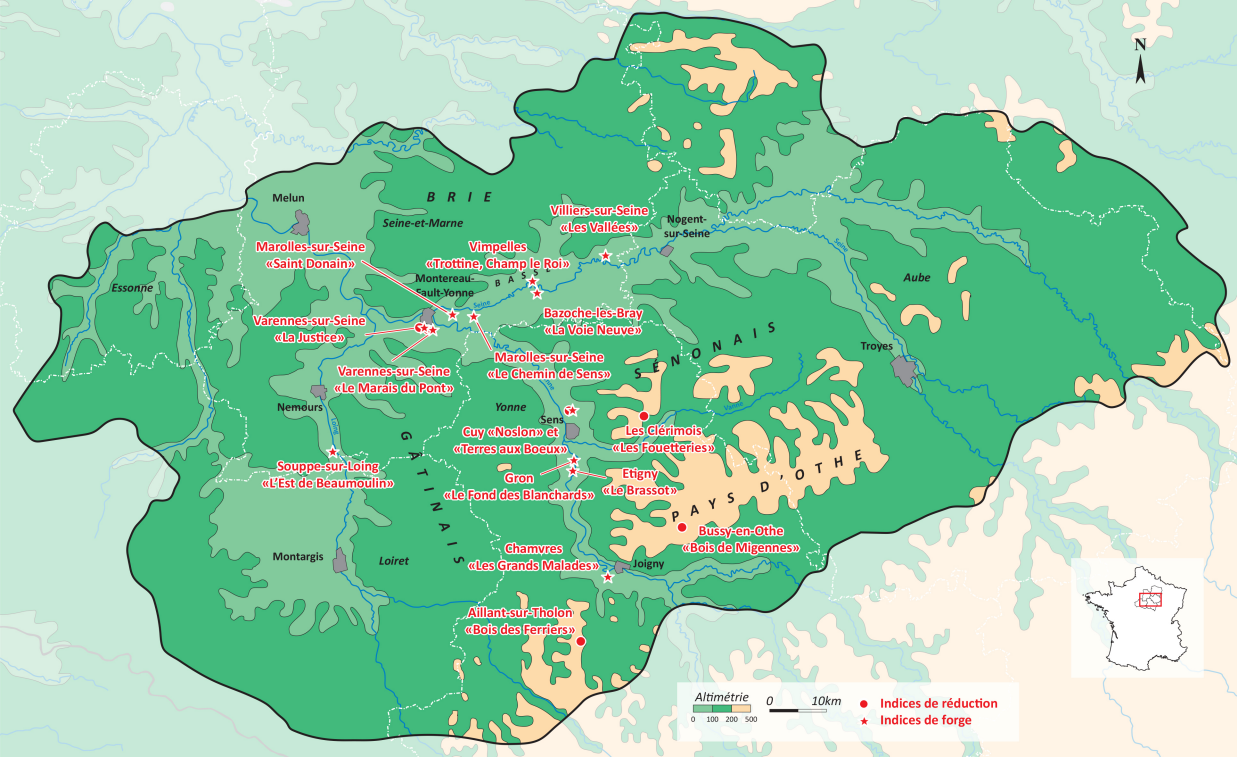 N
BRIE
Melun
Seine-et-Marne
Villiers-sur-Seine
«Les Vallées»
Nogent-
sur-Seine
Marolles-sur-Seine
«Saint Donain»
Vimpelles
«Trottine, Champ le Roi»
BASSE
Seine
Montereau-
Fault-Yonne
Essonne
Aube
Seine
Bazoche-lès-Bray
«La Voie Neuve»
Varennes-sur-Seine
«La Justice»
SÉNONAIS
Troyes
Marolles-sur-Seine
«Le Chemin de Sens»
Varennes-sur-Seine
«Le Marais du Pont»
Nemours
Loing
Yonne
Sens
Vanne
Cuy «Noslon» et
«Terres aux Boeux»
Les Clérimois
«Les Fouetteries»
GÂTINAIS
Souppe-sur-Loing
«L'Est de Beaumoulin»
Gron
«Le Fond des Blanchards»
Etigny
«Le Brassot»
PAYS D'OTHE
Bussy-en-Othe
«Bois de Migennes»
Montargis
Loiret
Chamvres
«Les Grands Malades»
Joigny
Aillant-sur-Tholon
«Bois des Ferriers»
Altimétrie
0 100 200 500
0 10km
Indices de réduction
Indices de forge